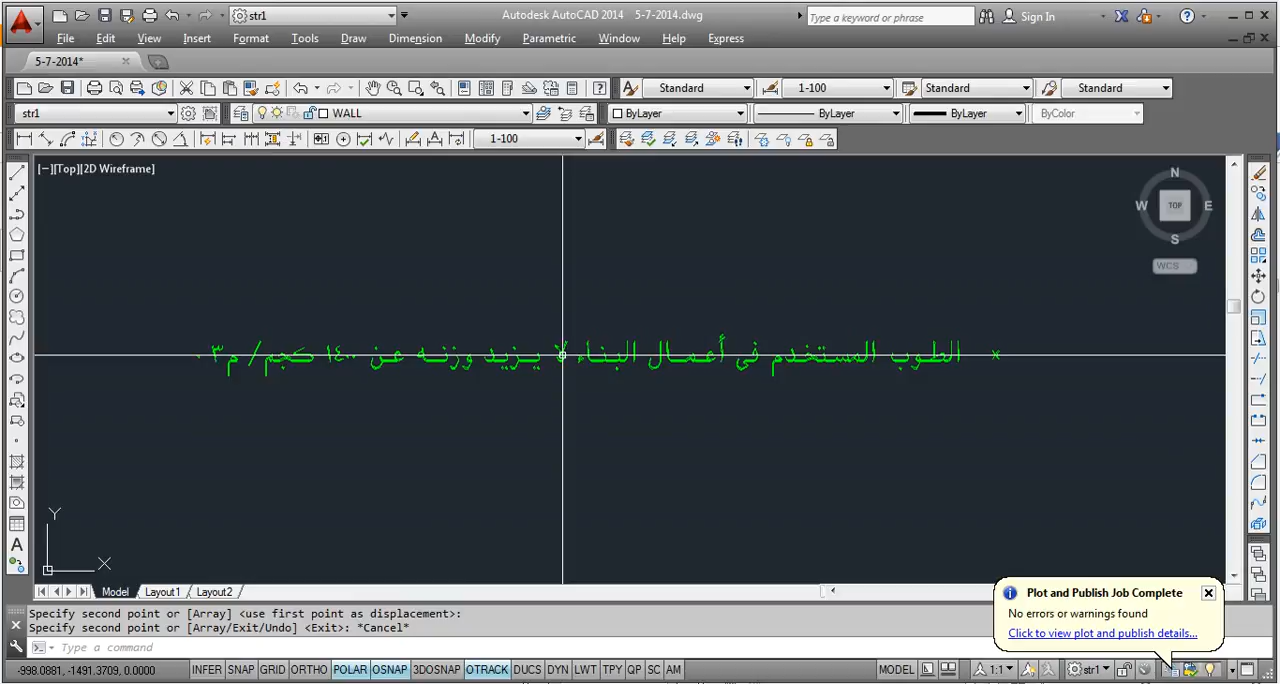 str1
Autodesk AutoCAD 2014 5-7-2014.dwg
Type a keyword or phrase
Sign In
File Edit View Insert Format Tools Draw Dimension Modify Parametric Window Help Express
5-7-2014*
Standard 1-100 Standard Standard
str1 WALL ByLayer ByLayer ByLayer ByColor
1-100
[−][Top][2D Wireframe]
N
W TOP E
S
WCS
× الطوب المستخدم فى أعمال البناء لا يزيد وزنه عن ١٤٠٠ كجم/ م٣ .
Y
X
Model Layout1 Layout2
Specify second point or [Array] <use first point as displacement>:
Specify second point or [Array/Exit/Undo] <Exit>: *Cancel*
Type a command
Plot and Publish Job Complete
No errors or warnings found
Click to view plot and publish details...
-998.0881, -1491.3709, 0.0000 INFER SNAP GRID ORTHO POLAR OSNAP 3DOSNAP OTRACK DUCS DYN LWT TPY QP SC AM MODEL 1:1 str1